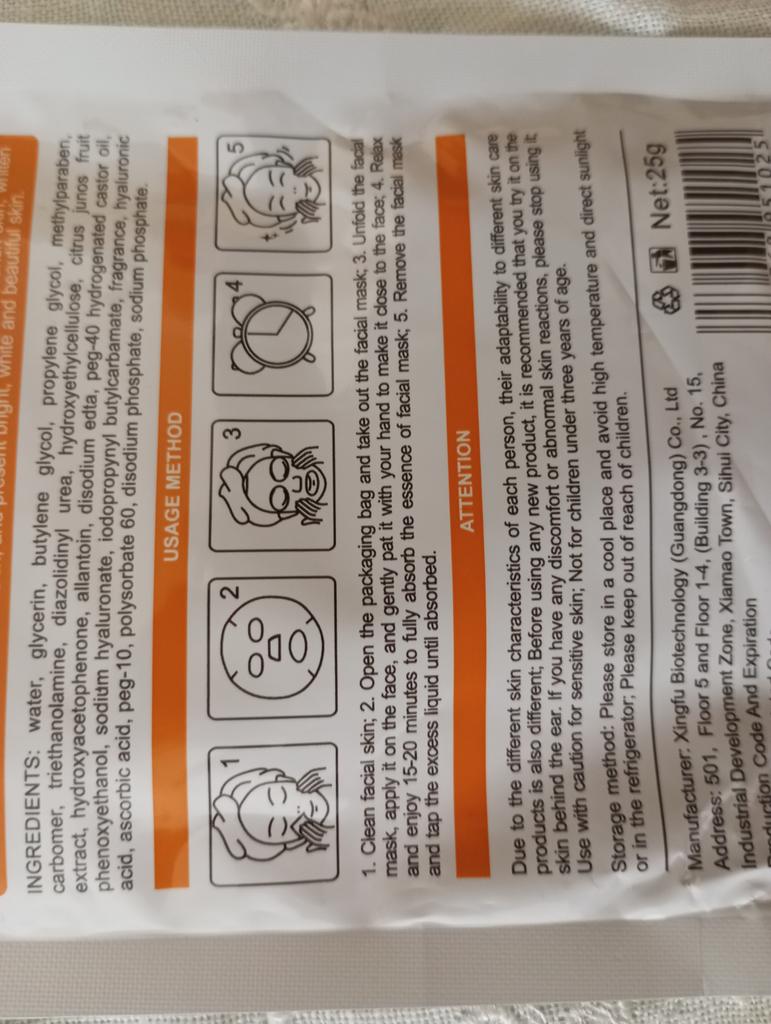 and present bright, white and beautiful skin.
INGREDIENTS: water, glycerin, butylene glycol, propylene glycol, methylparaben,
carbomer, triethanolamine, diazolidinyl urea, hydroxyethylcellulose, citrus junos fruit
extract, hydroxyacetophenone, allantoin, disodium edta, peg-40 hydrogenated castor oil,
phenoxyethanol, sodium hyaluronate, iodopropynyl butylcarbamate, fragrance, hyaluronic
acid, ascorbic acid, peg-10, polysorbate 60, disodium phosphate, sodium phosphate.
USAGE METHOD
1
2
3
4
5
1. Clean facial skin; 2. Open the packaging bag and take out the facial mask; 3. Unfold the facial
mask, apply it on the face, and gently pat it with your hand to make it close to the face; 4. Relax
and enjoy 15-20 minutes to fully absorb the essence of facial mask; 5. Remove the facial mask
and tap the excess liquid until absorbed.
ATTENTION
Due to the different skin characteristics of each person, their adaptability to different skin care
products is also different; Before using any new product, it is recommended that you try it on the
skin behind the ear. If you have any discomfort or abnormal skin reactions, please stop using it;
Use with caution for sensitive skin; Not for children under three years of age.
Storage method: Please store in a cool place and avoid high temperature and direct sunlight
or in the refrigerator; Please keep out of reach of children.
Manufacturer: Xingfu Biotechnology (Guangdong) Co., Ltd
Address: 501, Floor 5 and Floor 1-4, (Building 3-3), No. 15,
Industrial Development Zone, Xiamao Town, Sihui City, China
Production Code And Expiration
Net:25g
051025